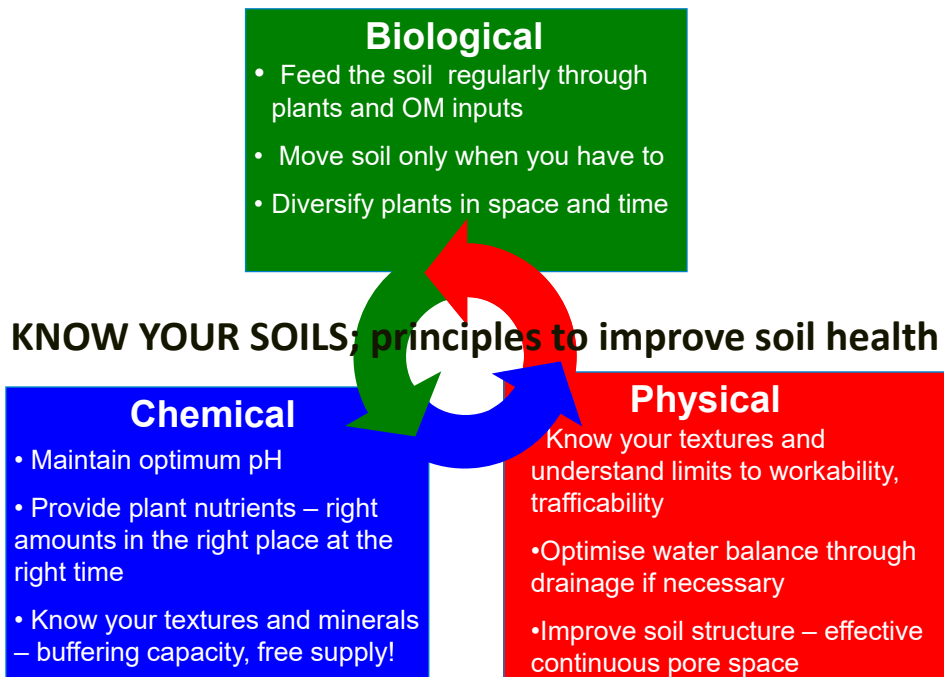 Biological
• Feed the soil regularly through
plants and OM inputs
• Move soil only when you have to
• Diversify plants in space and time
KNOW YOUR SOILS; principles to improve soil health
Chemical
• Maintain optimum pH
• Provide plant nutrients – right
amounts in the right place at the
right time
• Know your textures and minerals
– buffering capacity, free supply!
Physical
Know your textures and
understand limits to workability,
trafficability
•Optimise water balance through
drainage if necessary
•Improve soil structure – effective
continuous pore space